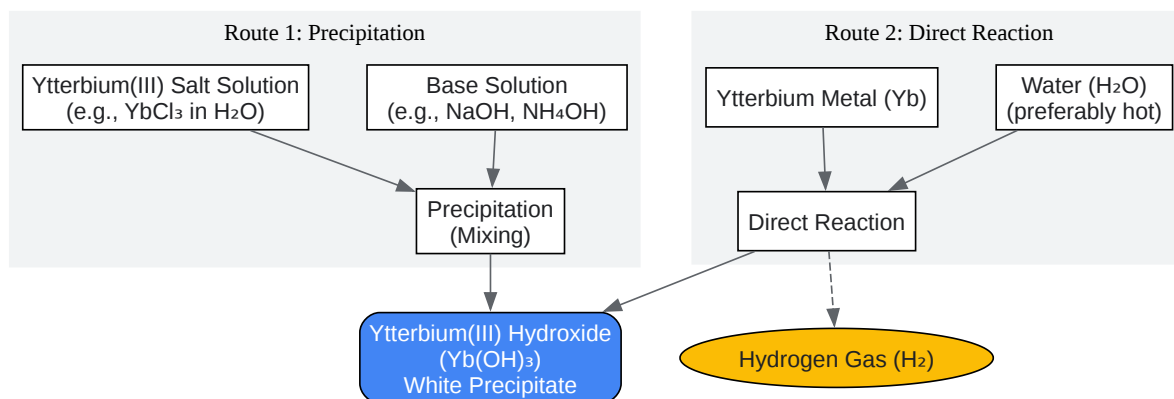 Route 1: Precipitation
Ytterbium(III) Salt Solution
(e.g., YbCl₃ in H₂O)
Base Solution
(e.g., NaOH, NH₄OH)
Precipitation
(Mixing)
Route 2: Direct Reaction
Ytterbium Metal (Yb)
Water (H₂O)
(preferably hot)
Direct Reaction
Ytterbium(III) Hydroxide
(Yb(OH)₃)
White Precipitate
Hydrogen Gas (H₂)